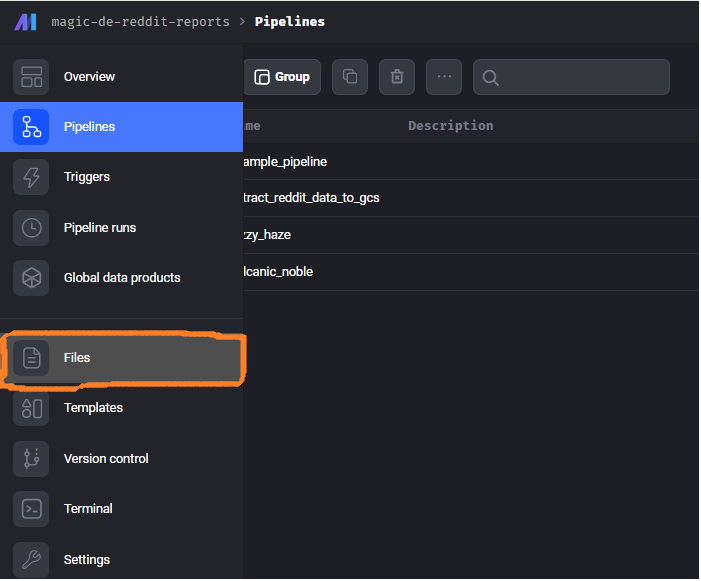 magic-de-reddit-reports > Pipelines
Overview
Group
Pipelines
me Description
Triggers
ample_pipeline
tract_reddit_data_to_gcs
Pipeline runs
zzy_haze
Global data products
lcanic_noble
Files
Templates
Version control
Terminal
Settings